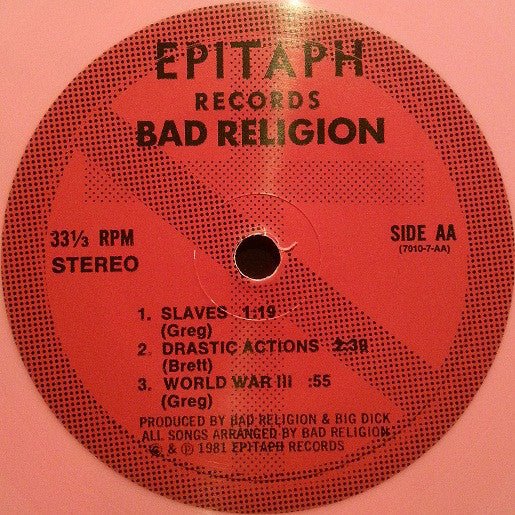 EPITAPH
RECORDS
BAD RELIGION
33⅓ RPM
STEREO
SIDE AA
(7010-7-AA)
1. SLAVES 1:19
(Greg)
2. DRASTIC ACTIONS 2:39
(Brett)
3. WORLD WAR III :55
(Greg)
PRODUCED BY BAD RELIGION & BIG DICK
ALL SONGS ARRANGED BY BAD RELIGION
© & ℗ 1981 EPITAPH RECORDS